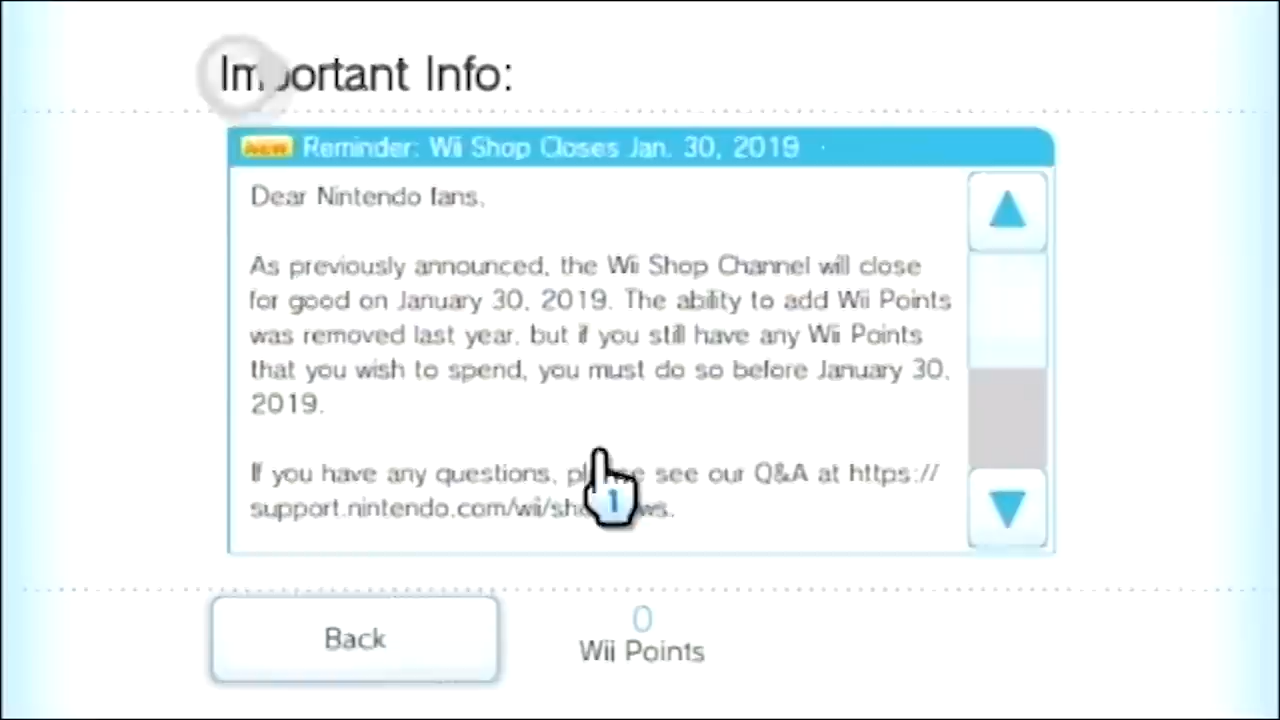 Important Info:
NEW Reminder: Wii Shop Closes Jan. 30, 2019
Dear Nintendo fans,
As previously announced, the Wii Shop Channel will close
for good on January 30, 2019. The ability to add Wii Points
was removed last year, but if you still have any Wii Points
that you wish to spend, you must do so before January 30,
2019.
If you have any questions, please see our Q&A at https://
support.nintendo.com/wii/
1
Back
0
Wii Points